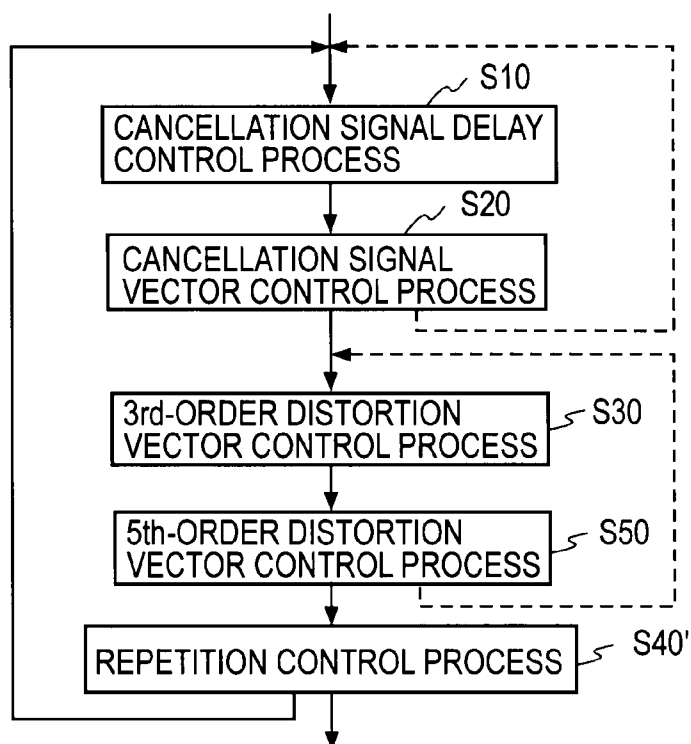 S10
CANCELLATION SIGNAL DELAY
CONTROL PROCESS
S20
CANCELLATION SIGNAL
VECTOR CONTROL PROCESS
3rd-ORDER DISTORTION
VECTOR CONTROL PROCESS
S30
5th-ORDER DISTORTION
VECTOR CONTROL PROCESS
S50
REPETITION CONTROL PROCESS
S40'